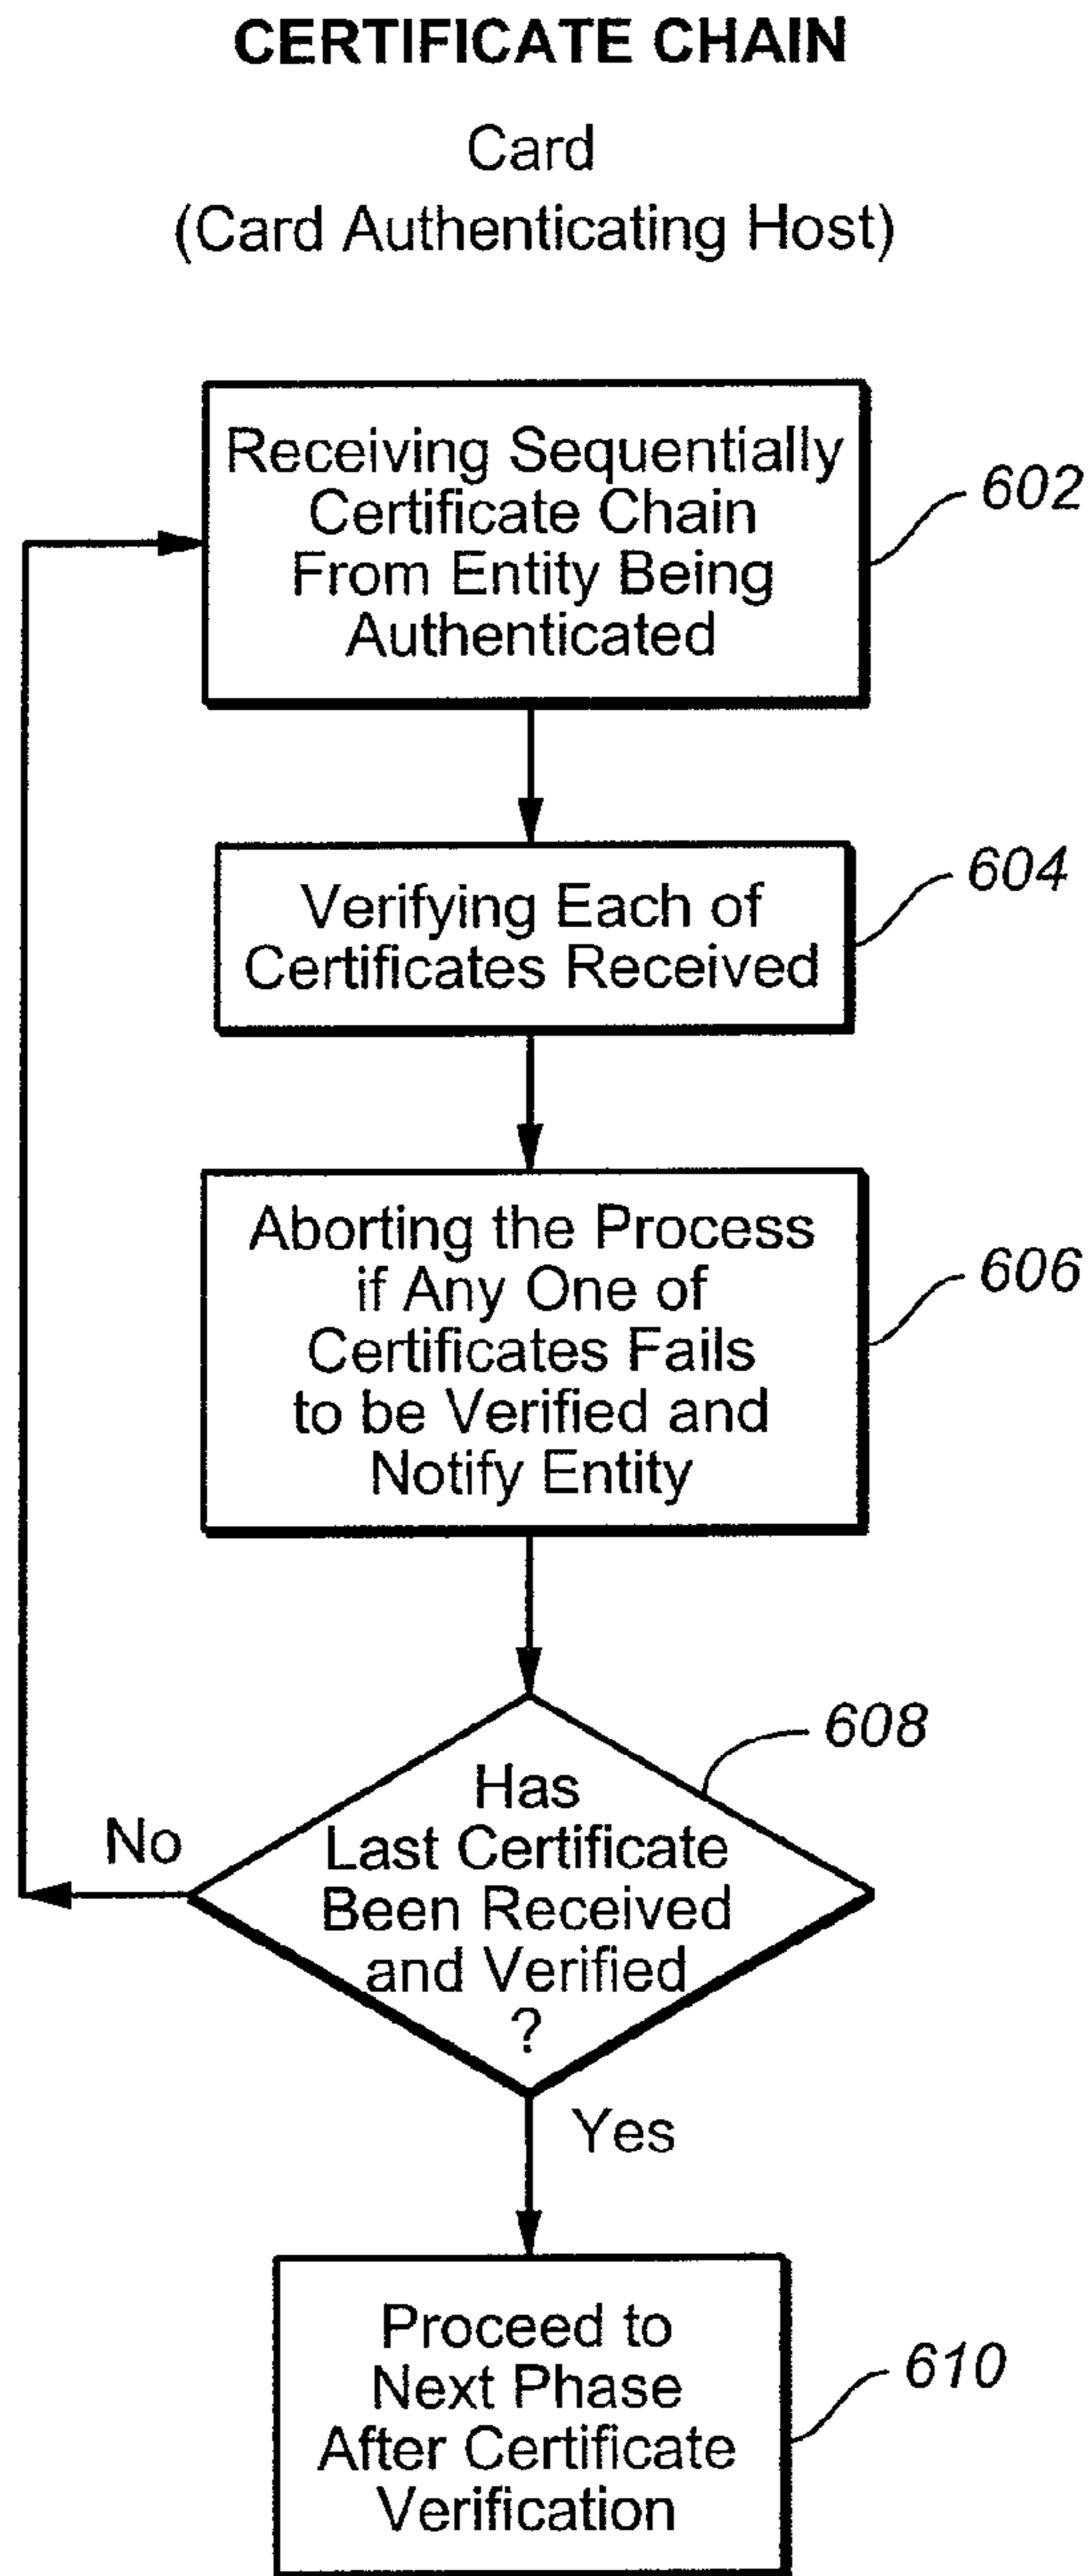 CERTIFICATE CHAIN
Card
(Card Authenticating Host)
Receiving Sequentially
Certificate Chain
From Entity Being
Authenticated
602
Verifying Each of
Certificates Received
604
Aborting the Process
if Any One of
Certificates Fails
to be Verified and
Notify Entity
606
608
Has
Last Certificate
Been Received
and Verified
?
No
Yes
Proceed to
Next Phase
After Certificate
Verification
610